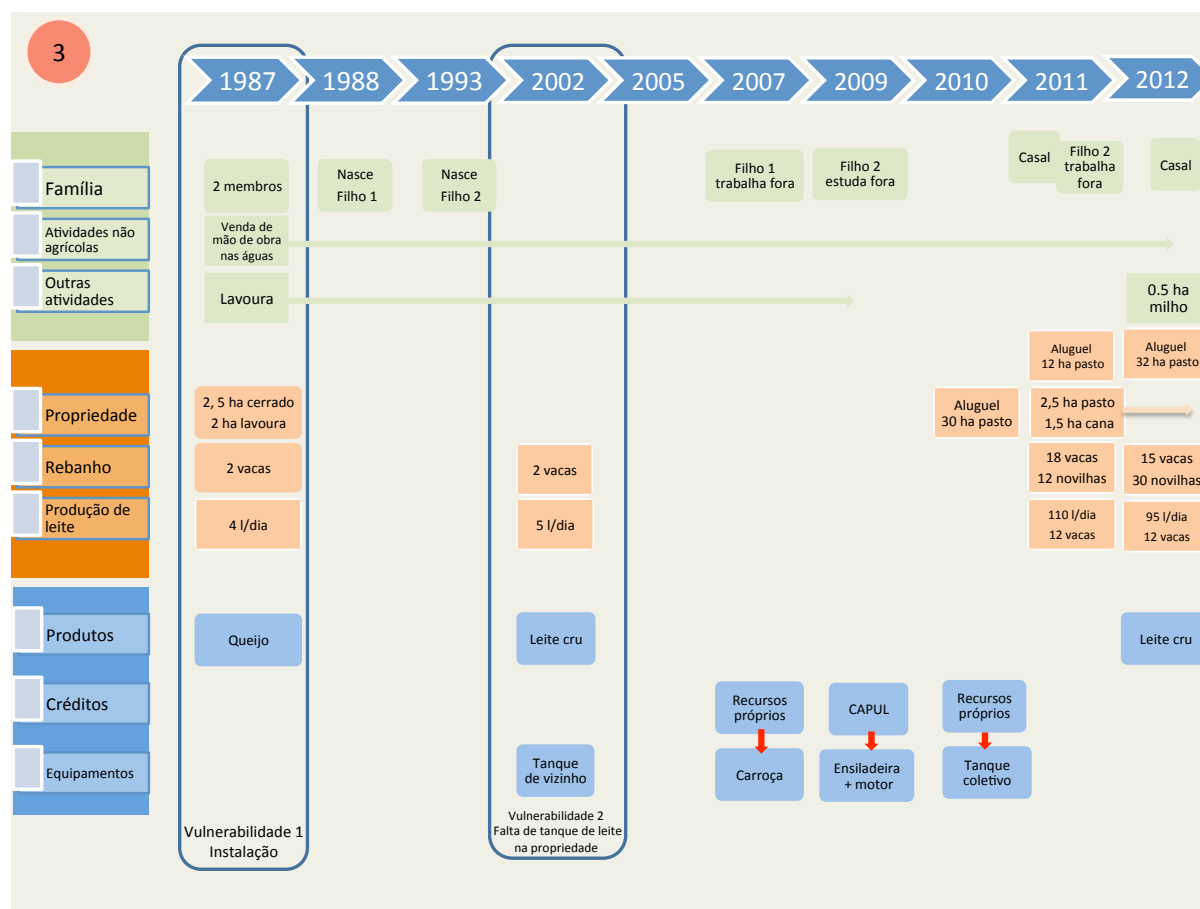 3
1987 1988 1993 2002 2005 2007 2009 2010 2011 2012
Família
2 membros
Nasce
Filho 1
Nasce
Filho 2
Filho 1
trabalha fora
Filho 2
estuda fora
Casal
Filho 2
trabalha
fora
Casal
Atividades não
agrícolas
Venda de
mão de obra
nas águas
Outras
atividades
Lavoura
0.5 ha
milho
Aluguel
12 ha pasto
Aluguel
32 ha pasto
Propriedade
2, 5 ha cerrado
2 ha lavoura
Aluguel
30 ha pasto
2,5 ha pasto
1,5 ha cana
Rebanho
2 vacas
2 vacas
18 vacas
12 novilhas
15 vacas
30 novilhas
Produção de
leite
4 l/dia
5 l/dia
110 l/dia
12 vacas
95 l/dia
12 vacas
Produtos
Queijo
Leite cru
Leite cru
Créditos
Recursos
próprios
CAPUL
Recursos
próprios
Equipamentos
Tanque
de vizinho
Carroça
Ensiladeira
+ motor
Tanque
coletivo
Vulnerabilidade 1
Instalação
Vulnerabilidade 2
Falta de tanque de leite
na propriedade